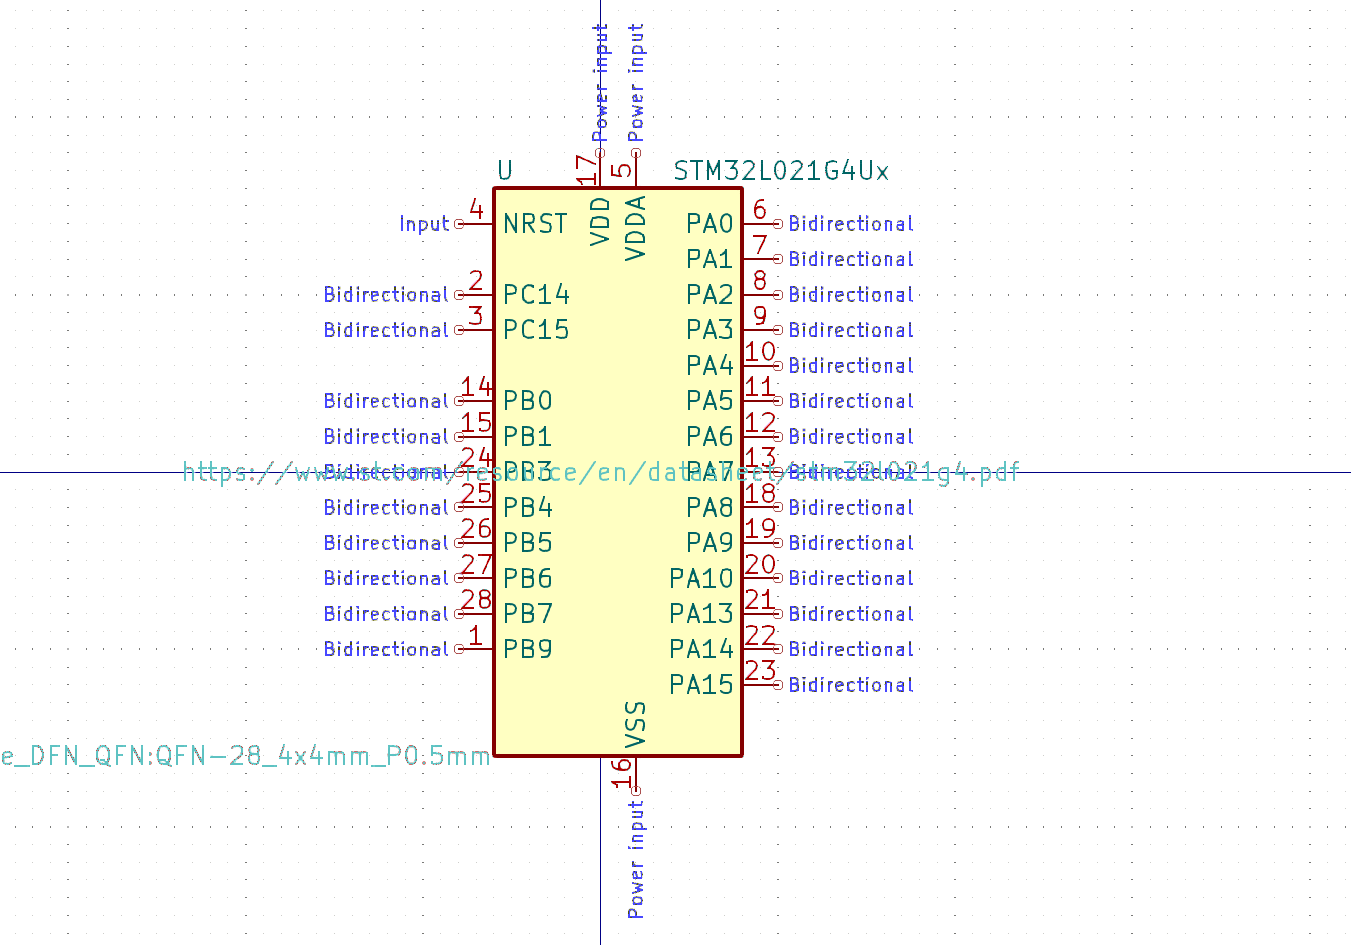 Power input Power input
17 5
U STM32L021G4Ux
VDD VDDA
Input 4 NRST PA0 6 Bidirectional
PA1 7 Bidirectional
Bidirectional 2 PC14 PA2 8 Bidirectional
Bidirectional 3 PC15 PA3 9 Bidirectional
PA4 10 Bidirectional
Bidirectional 14 PB0 PA5 11 Bidirectional
Bidirectional 15 PB1 PA6 12 Bidirectional
Bidirectional 24 PB3 PA7 13 Bidirectional
https://www.st.com/resource/en/datasheet/stm32l021g4.pdf
Bidirectional 25 PB4 PA8 18 Bidirectional
Bidirectional 26 PB5 PA9 19 Bidirectional
Bidirectional 27 PB6 PA10 20 Bidirectional
Bidirectional 28 PB7 PA13 21 Bidirectional
Bidirectional 1 PB9 PA14 22 Bidirectional
PA15 23 Bidirectional
VSS
e_DFN_QFN:QFN-28_4x4mm_P0.5mm
16
Power input